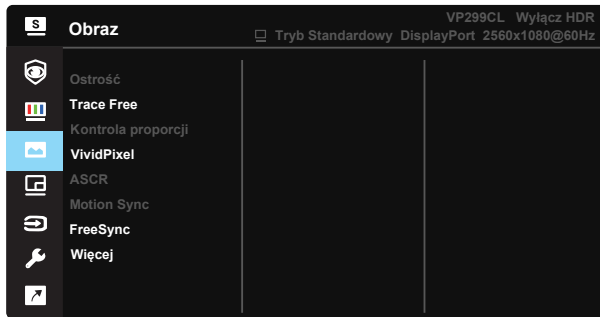 S
Obraz
VP299CL Wyłącz HDR
Tryb Standardowy DisplayPort 2560x1080@60Hz
Ostrość
Trace Free
Kontrola proporcji
VividPixel
ASCR
Motion Sync
FreeSync
Więcej